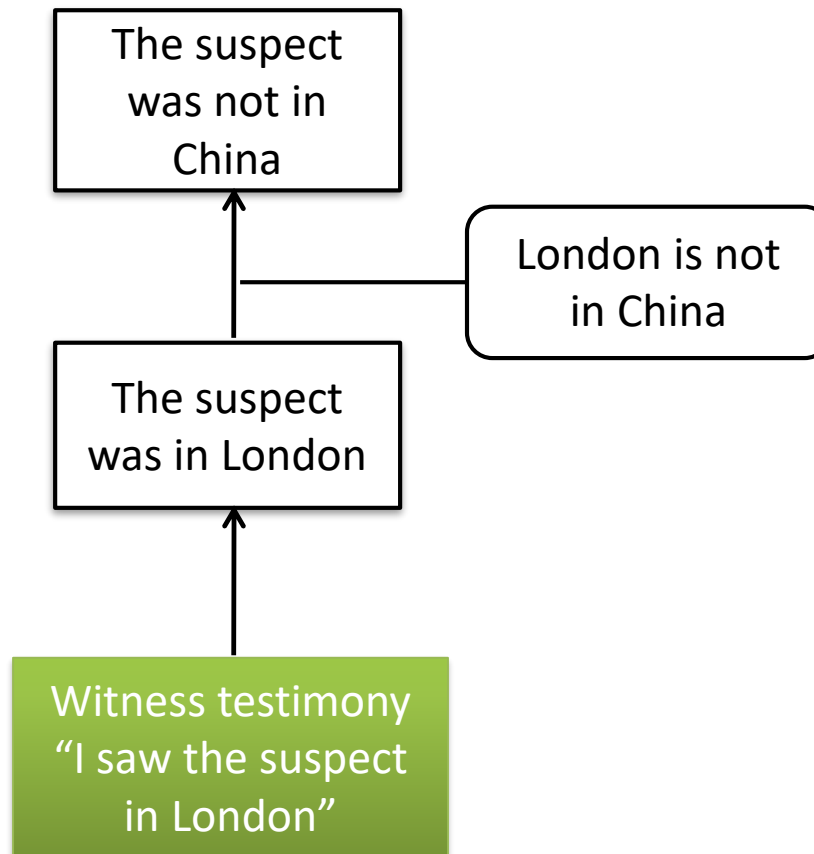 The suspect
was not in
China
London is not
in China
The suspect
was in London
Witness testimony
“I saw the suspect
in London”